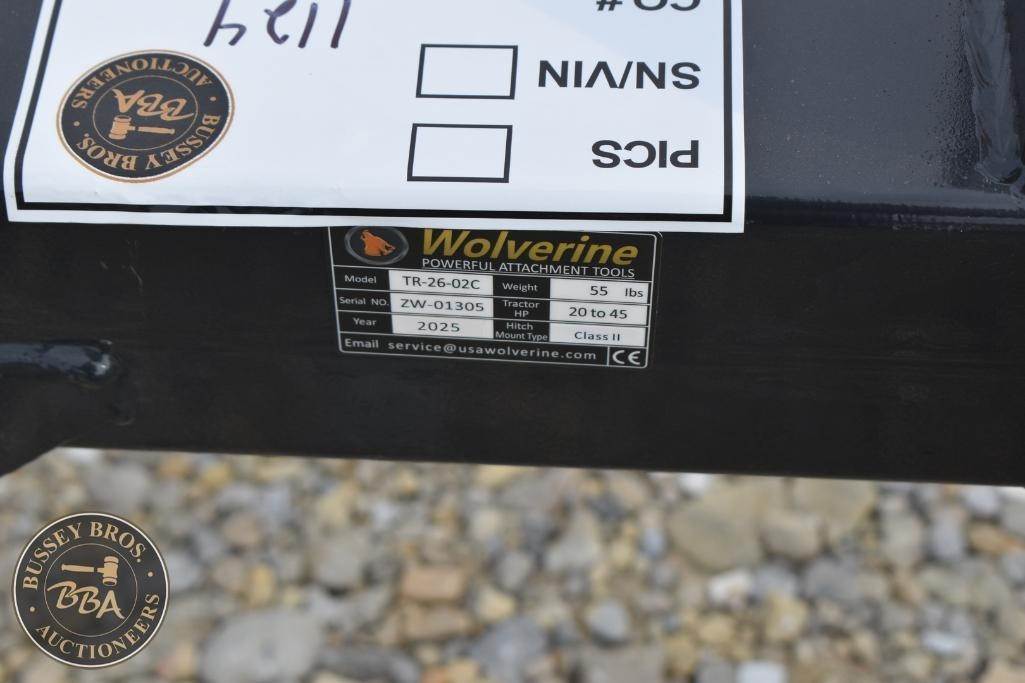 CO #
1124
SN/VIN
PICS
BUSSEY BROS.
BBA
AUCTIONEERS
Wolverine
POWERFUL ATTACHMENT TOOLS
Model TR-26-02C Weight 55 lbs
Serial NO. ZW-01305 Tractor HP 20 to 45
Year 2025 Hitch Mount Type Class II
Email service@usawolverine.com CE
BUSSEY BROS.
BBA
AUCTIONEERS